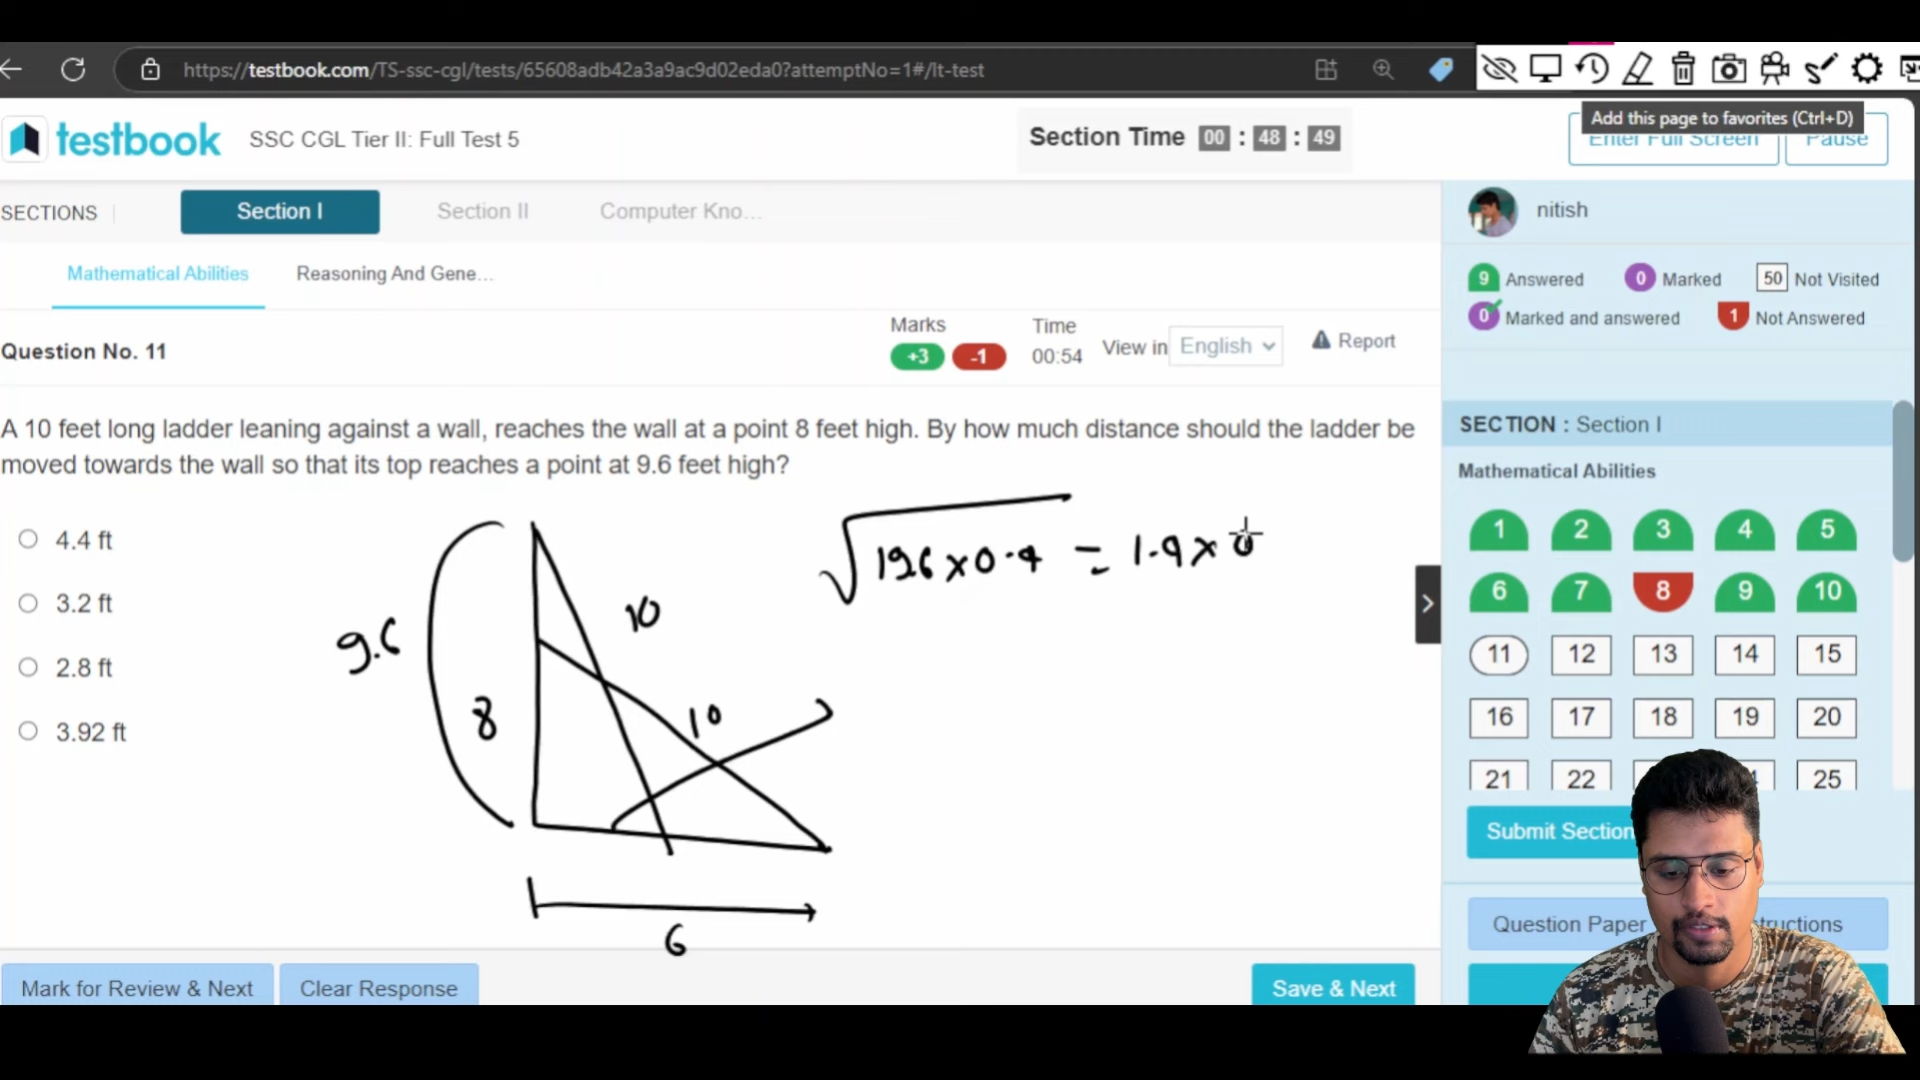 https://testbook.com/TS-ssc-cgl/tests/65608adb42a3a9ac9d02eda0?attemptNo=1#/lt-test
Add this page to favorites (Ctrl+D)
testbook
SSC CGL Tier II: Full Test 5
Section Time 00 : 48 : 49
Enter Full Screen
Pause
SECTIONS
Section I
Section II
Computer Kno...
nitish
Mathematical Abilities
Reasoning And Gene...
9 Answered
0 Marked
50 Not Visited
0 Marked and answered
1 Not Answered
Question No. 11
Marks
+3 -1
Time
00:54
View in English
Report
A 10 feet long ladder leaning against a wall, reaches the wall at a point 8 feet high. By how much distance should the ladder be
moved towards the wall so that its top reaches a point at 9.6 feet high?
4.4 ft
3.2 ft
2.8 ft
3.92 ft
9.6
8
10
10
6
√196×0.4 = 1.9×
SECTION : Section I
Mathematical Abilities
1 2 3 4 5
6 7 8 9 10
11 12 13 14 15
16 17 18 19 20
21 22 25
Submit Section
Question Paper
Mark for Review & Next
Clear Response
Save & Next